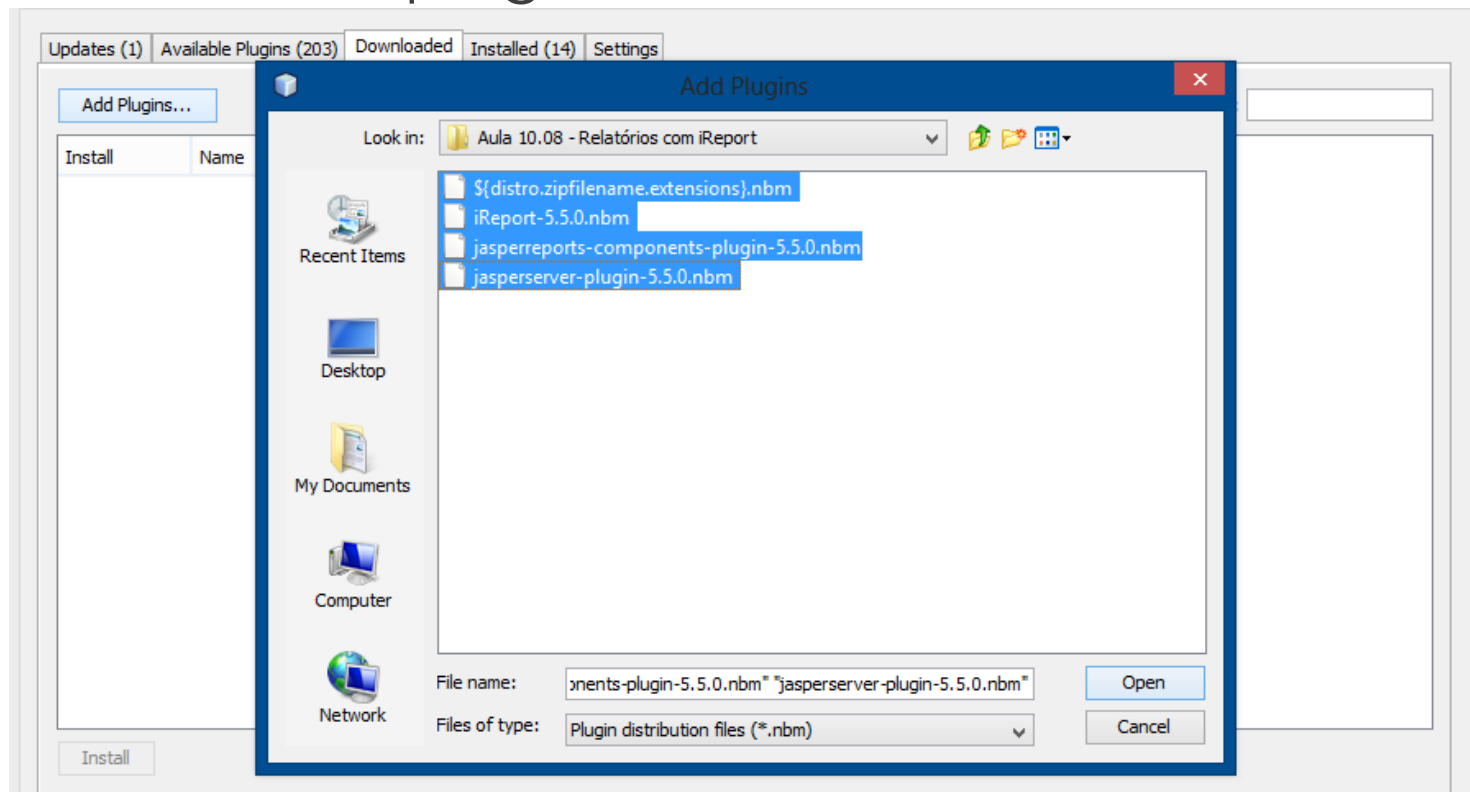 Updates (1) Available Plugins (203) Downloaded Installed (14) Settings
Add Plugins...
Install Name
Add Plugins
Look in: Aula 10.08 - Relatórios com iReport
${distro.zipfilename.extensions}.nbm
iReport-5.5.0.nbm
jasperreports-components-plugin-5.5.0.nbm
jasperserver-plugin-5.5.0.nbm
Recent Items
Desktop
My Documents
Computer
Network
File name: onents-plugin-5.5.0.nbm" "jasperserver-plugin-5.5.0.nbm" Open
Files of type: Plugin distribution files (*.nbm) Cancel
Install